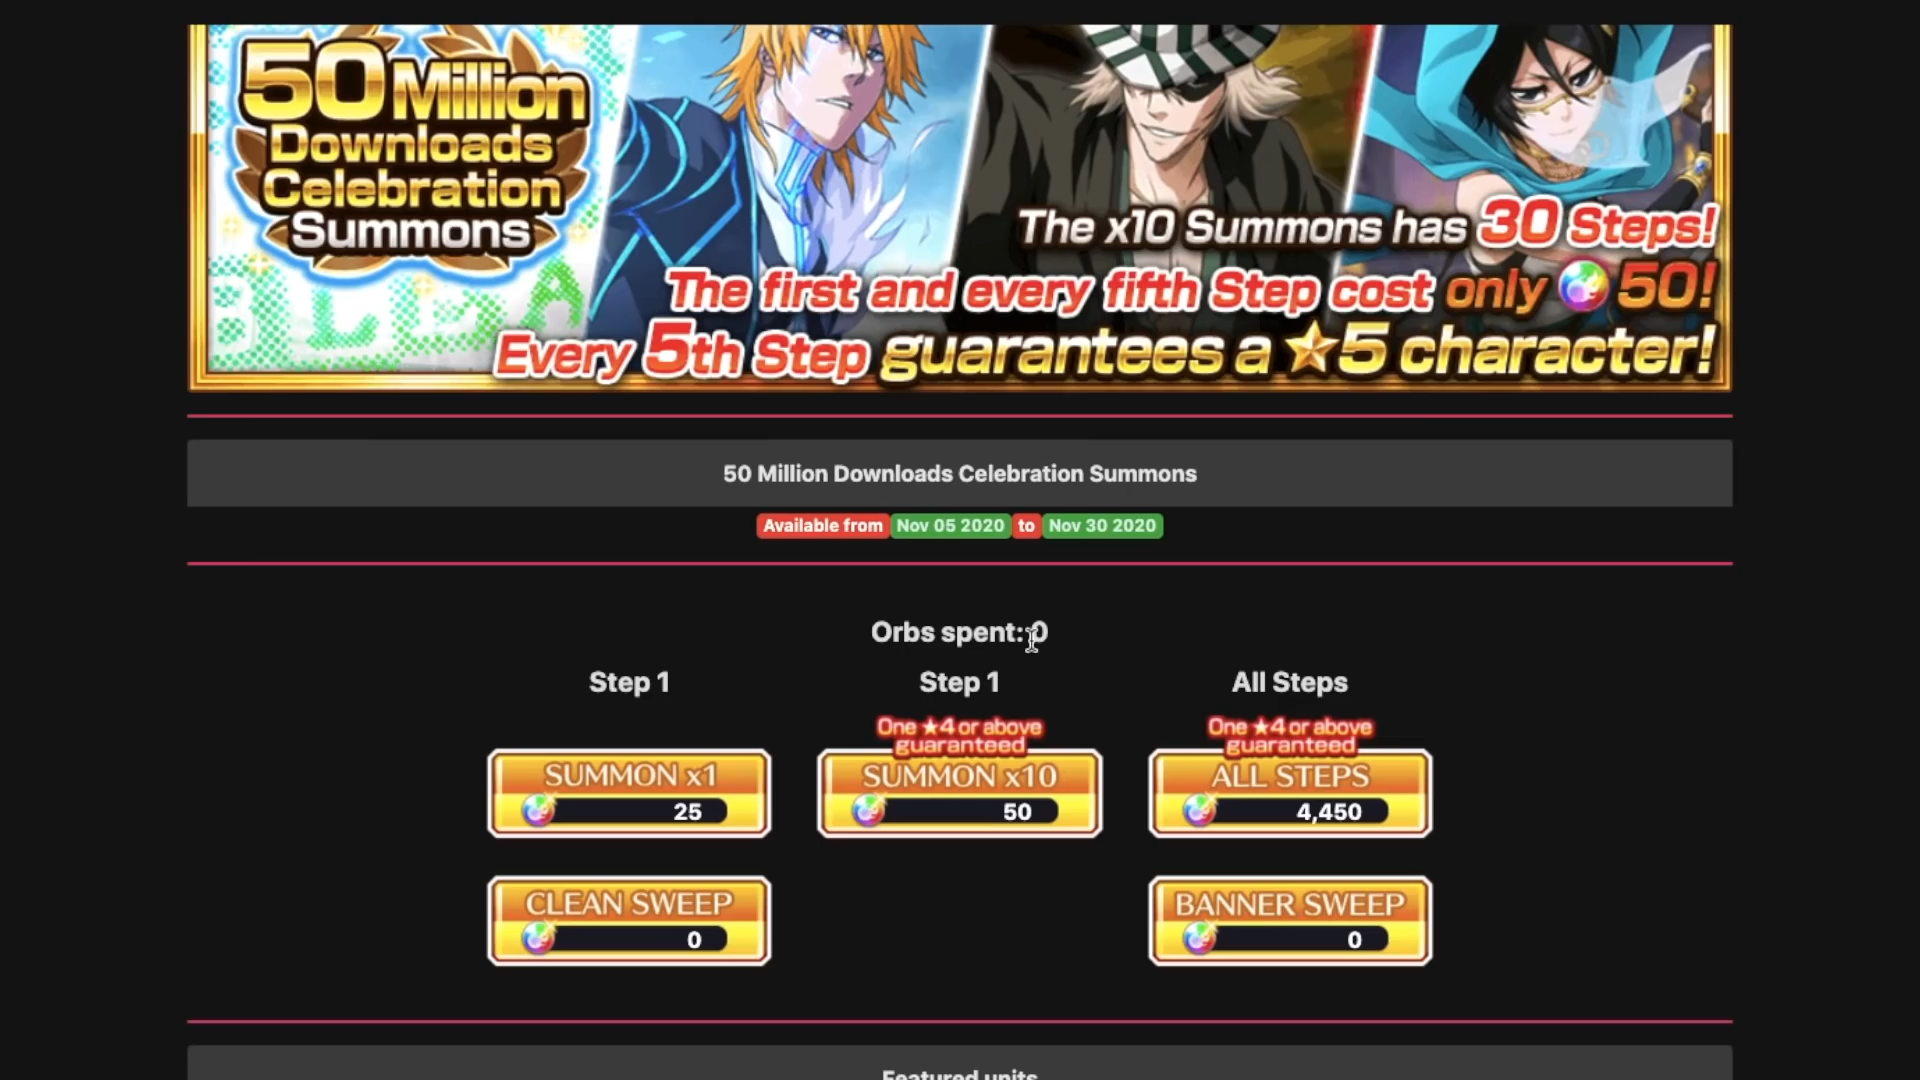 50 Million
Downloads
Celebration
Summons
The x10 Summons has 30 Steps!
The first and every fifth Step cost only 50!
Every 5th Step guarantees a ★5 character!
50 Million Downloads Celebration Summons
Available from Nov 05 2020 to Nov 30 2020
Orbs spent: 0
Step 1
Step 1
All Steps
One ★4 or above
guaranteed
One ★4 or above
guaranteed
SUMMON x1
25
SUMMON x10
50
ALL STEPS
4,450
CLEAN SWEEP
0
BANNER SWEEP
0
Featured units